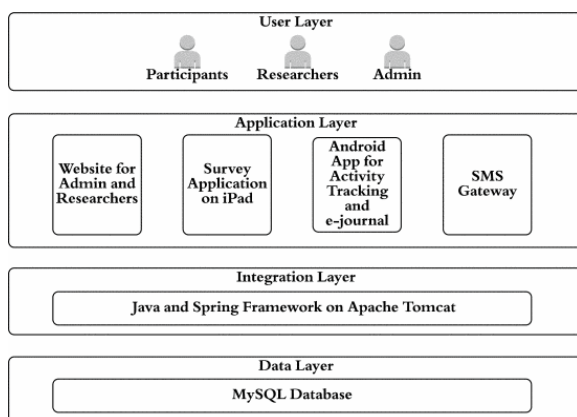 User Layer
Participants
Researchers
Admin
Application Layer
Website for
Admin and
Researchers
Survey
Application
on iPad
Android
App for
Activity
Tracking
and
e-journal
SMS
Gateway
Integration Layer
Java and Spring Framework on Apache Tomcat
Data Layer
MySQL Database